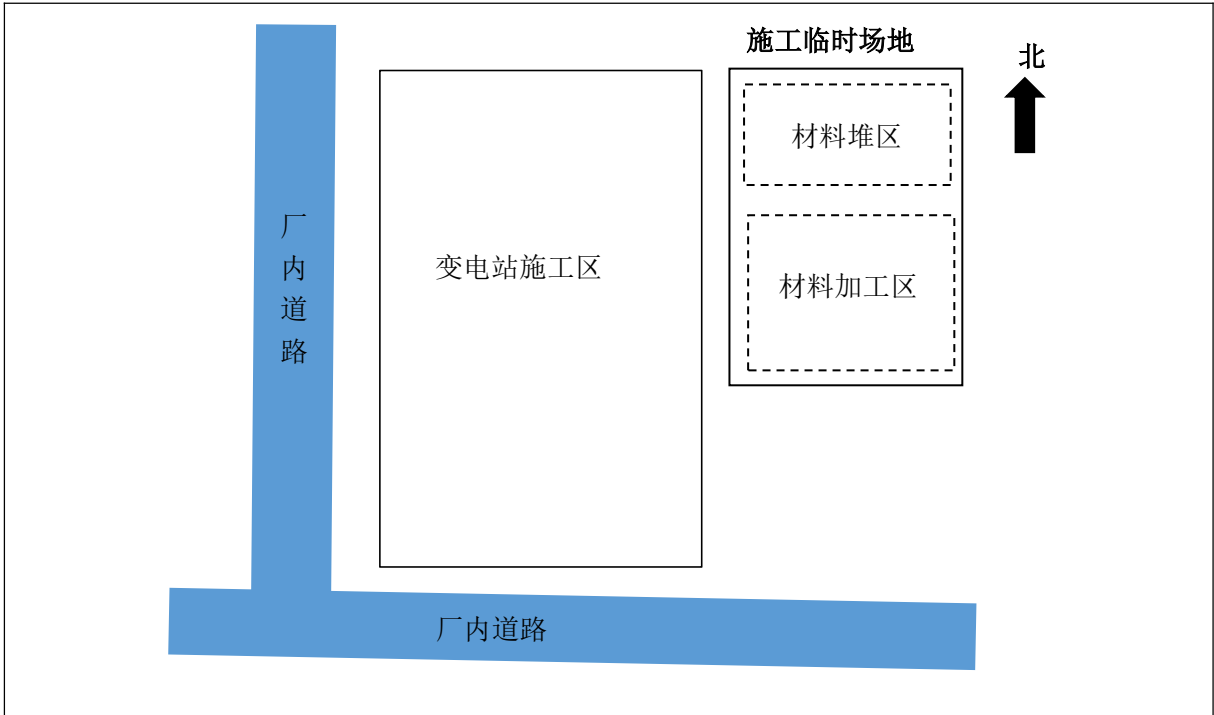 施工临时场地
北
材料堆区
厂内道路
变电站施工区
材料加工区
厂内道路